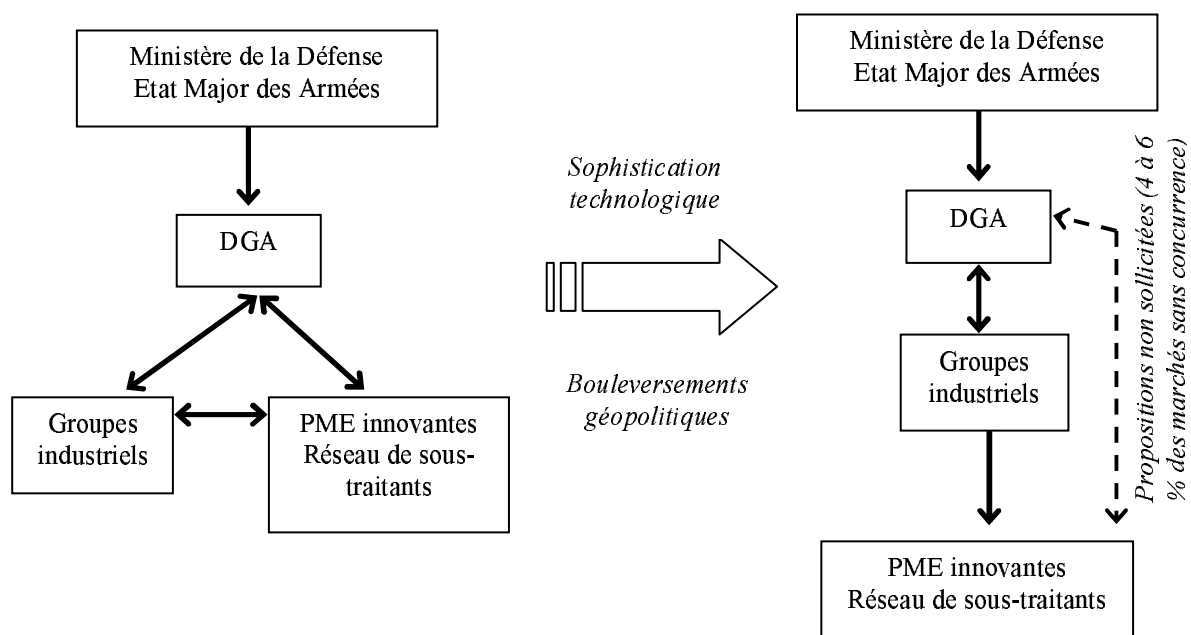 Ministère de la Défense
Etat Major des Armées
DGA
Groupes
industriels
PME innovantes
Réseau de sous-
traitants
Sophistication
technologique
Bouleversements
géopolitiques
Ministère de la Défense
Etat Major des Armées
DGA
Groupes
industriels
PME innovantes
Réseau de sous-traitants
Propositions non sollicitées (4 à 6
% des marchés sans concurrence)